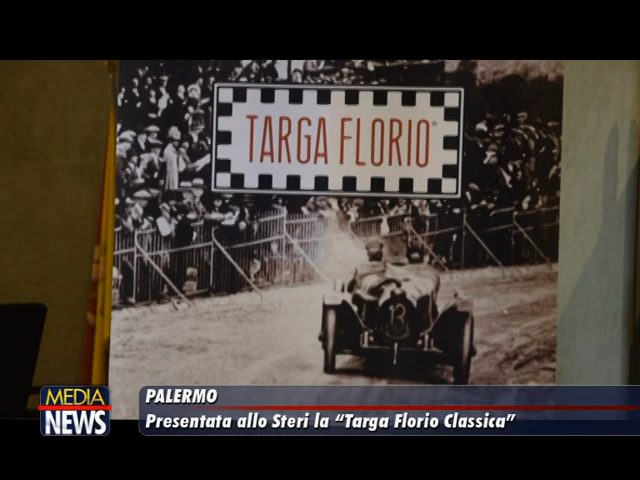 TARGA FLORIO
13
MEDIA
NEWS
PALERMO
Presentata allo Steri la “Targa Florio Classica”